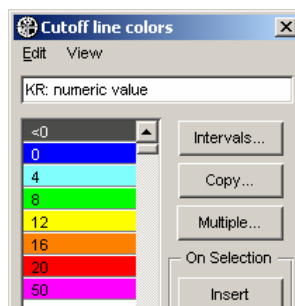 Cutoff line colors
Edit View
KR: numeric value
<0
0
4
8
12
16
20
50
Intervals...
Copy...
Multiple...
On Selection
Insert